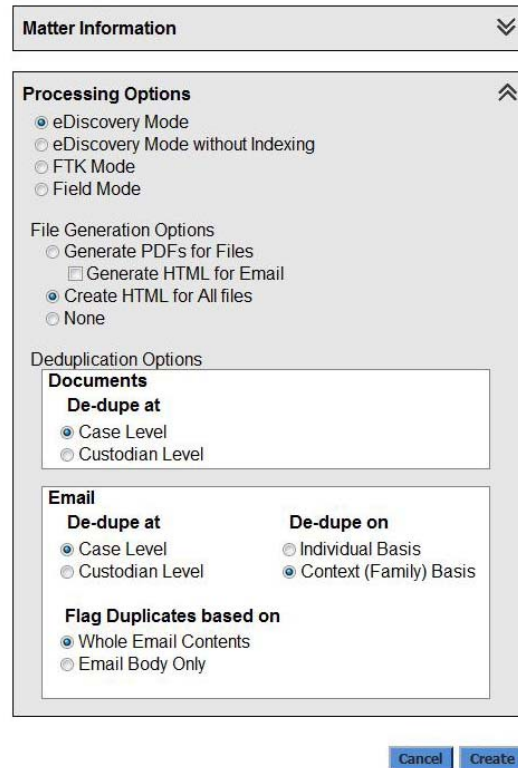 Matter Information
Processing Options
eDiscovery Mode
eDiscovery Mode without Indexing
FTK Mode
Field Mode
File Generation Options
Generate PDFs for Files
Generate HTML for Email
Create HTML for All files
None
Deduplication Options
Documents
De-dupe at
Case Level
Custodian Level
Email
De-dupe at De-dupe on
Case Level Individual Basis
Custodian Level Context (Family) Basis
Flag Duplicates based on
Whole Email Contents
Email Body Only
Cancel Create